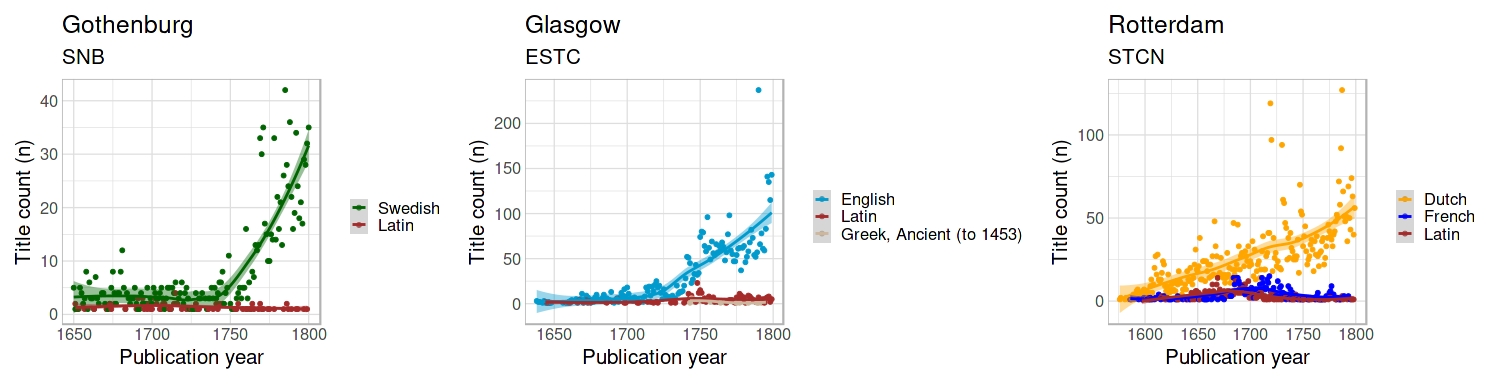 Gothenburg
SNB
Title count (n)
40
30
20
10
0
1650 1700 1750 1800
Publication year
Swedish
Latin
Glasgow
ESTC
Title count (n)
200
150
100
50
0
1650 1700 1750 1800
Publication year
English
Latin
Greek, Ancient (to 1453)
Rotterdam
STCN
Title count (n)
100
50
0
1600 1650 1700 1750 1800
Publication year
Dutch
French
Latin